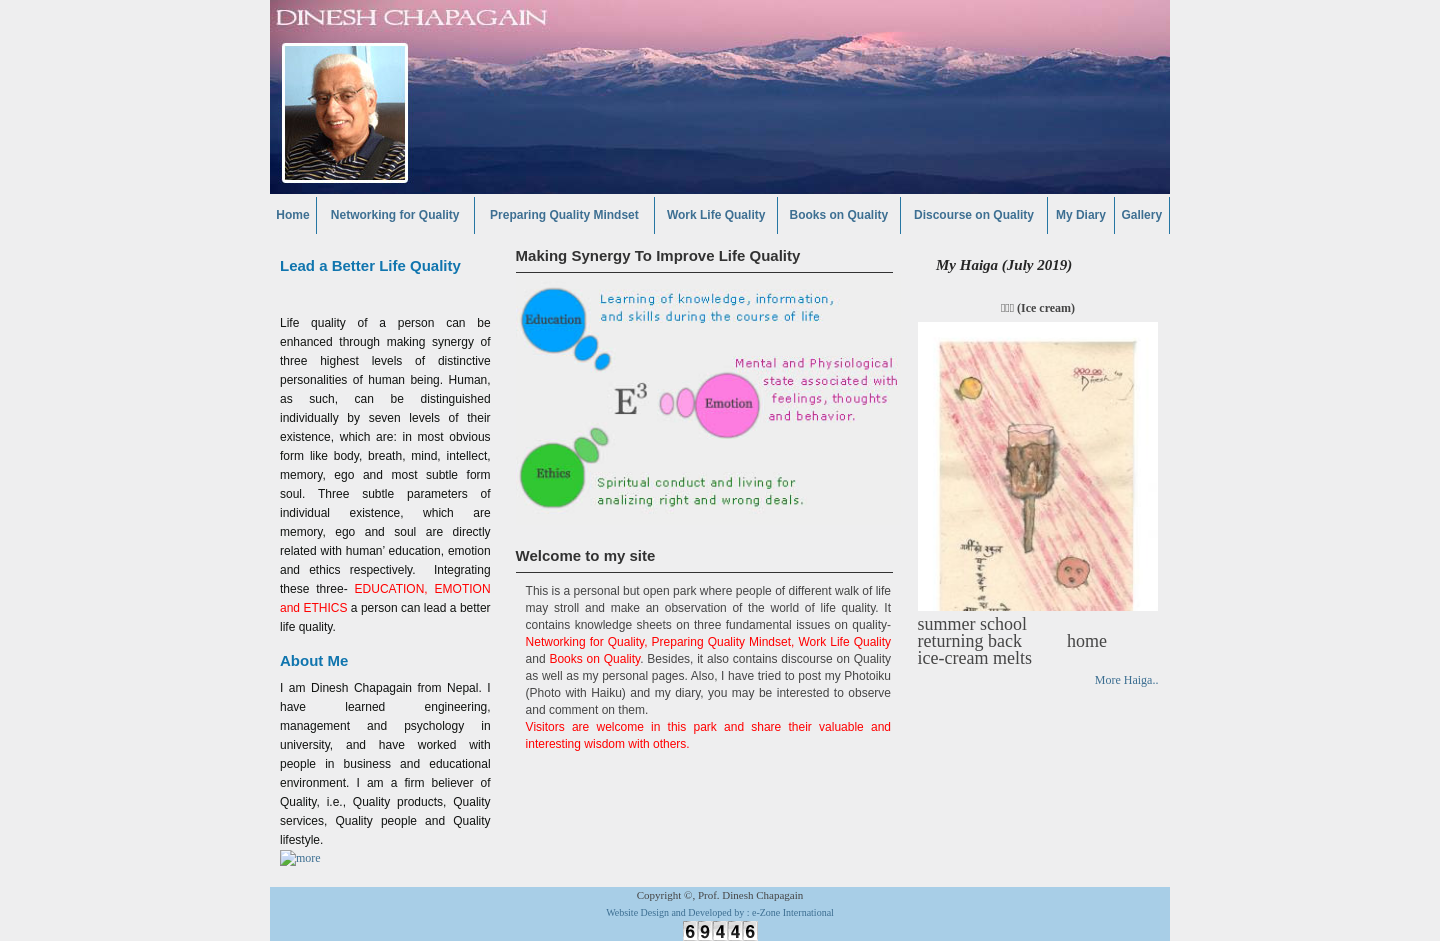 DINESH CHAPAGAIN
Home
Networking for Quality
Preparing Quality Mindset
Work Life Quality
Books on Quality
Discourse on Quality
My Diary
Gallery
Lead a Better Life Quality
Life quality of a person can be
enhanced through making synergy of
three highest levels of distinctive
personalities of human being. Human,
as such, can be distinguished
individually by seven levels of their
existence, which are: in most obvious
form like body, breath, mind, intellect,
memory, ego and most subtle form
soul. Three subtle parameters of
individual existence, which are
memory, ego and soul are directly
related with human’ education, emotion
and ethics respectively. Integrating
these three- EDUCATION, EMOTION
and ETHICS a person can lead a better
life quality.
About Me
I am Dinesh Chapagain from Nepal. I
have learned engineering,
management and psychology in
university, and have worked with
people in business and educational
environment. I am a firm believer of
Quality, i.e., Quality products, Quality
services, Quality people and Quality
lifestyle.
more
Making Synergy To Improve Life Quality
Education
Learning of knowledge, information,
and skills during the course of life
Mental and Physiological
state associated with
feelings, thoughts
and behavior.
E³
Emotion
Ethics
Spiritual conduct and living for
analizing right and wrong deals.
Welcome to my site
This is a personal but open park where people of different walk of life
may stroll and make an observation of the world of life quality. It
contains knowledge sheets on three fundamental issues on quality-
Networking for Quality, Preparing Quality Mindset, Work Life Quality
and Books on Quality. Besides, it also contains discourse on Quality
as well as my personal pages. Also, I have tried to post my Photoiku
(Photo with Haiku) and my diary, you may be interested to observe
and comment on them.
Visitors are welcome in this park and share their valuable and
interesting wisdom with others.
My Haiga (July 2019)
(Ice cream)
Dinesh
summer school
returning back home
ice-cream melts
More Haiga..
Copyright ©, Prof. Dinesh Chapagain
Website Design and Developed by : e-Zone International
69446